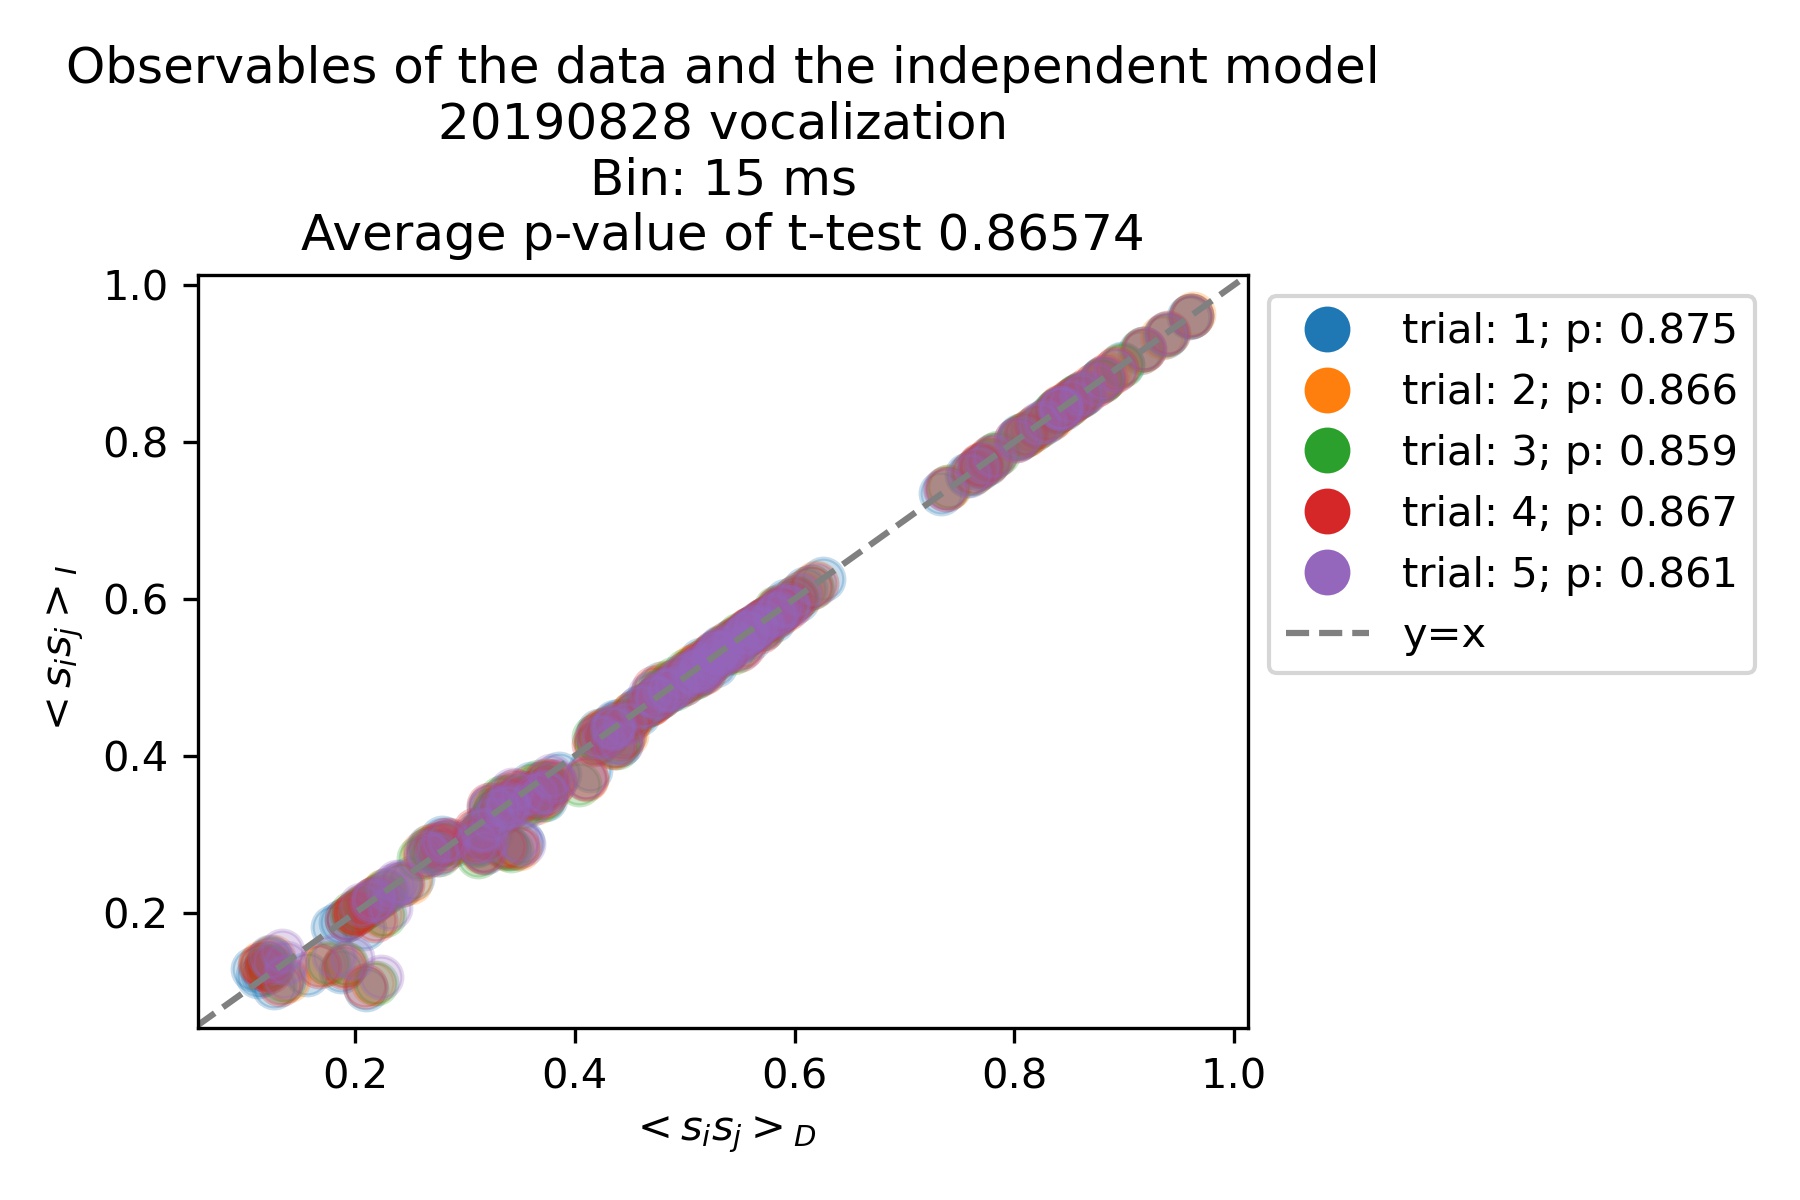 Observables of the data and the independent model
20190828 vocalization
Bin: 15 ms
Average p-value of t-test 0.86574
1.0
0.8
0.6
0.4
0.2
< s_i s_j >_I
0.2 0.4 0.6 0.8 1.0
< s_i s_j >_D
trial: 1; p: 0.875
trial: 2; p: 0.866
trial: 3; p: 0.859
trial: 4; p: 0.867
trial: 5; p: 0.861
y=x